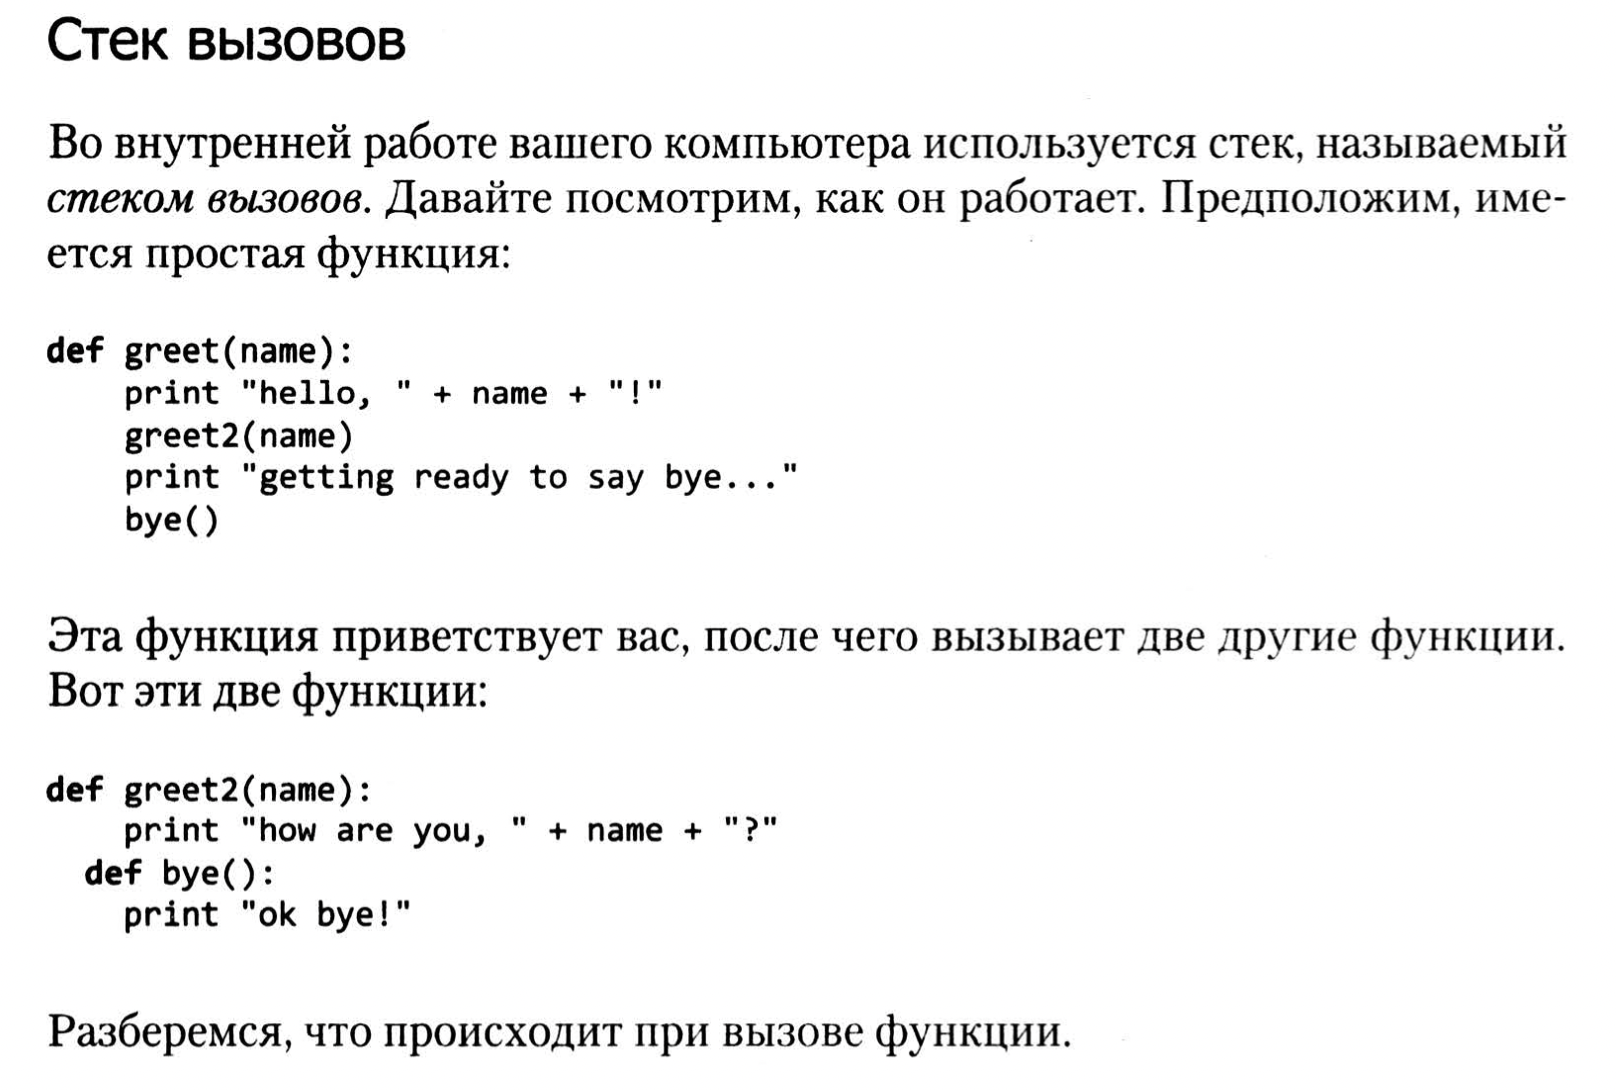 Стек вызовов
Во внутренней работе вашего компьютера используется стек, называемый
стеком вызовов. Давайте посмотрим, как он работает. Предположим, име-
ется простая функция:
def greet(name):
    print "hello, " + name + "!"
    greet2(name)
    print "getting ready to say bye..."
    bye()
Эта функция приветствует вас, после чего вызывает две другие функции.
Вот эти две функции:
def greet2(name):
    print "how are you, " + name + "?"
  def bye():
    print "ok bye!"
Разберемся, что происходит при вызове функции.